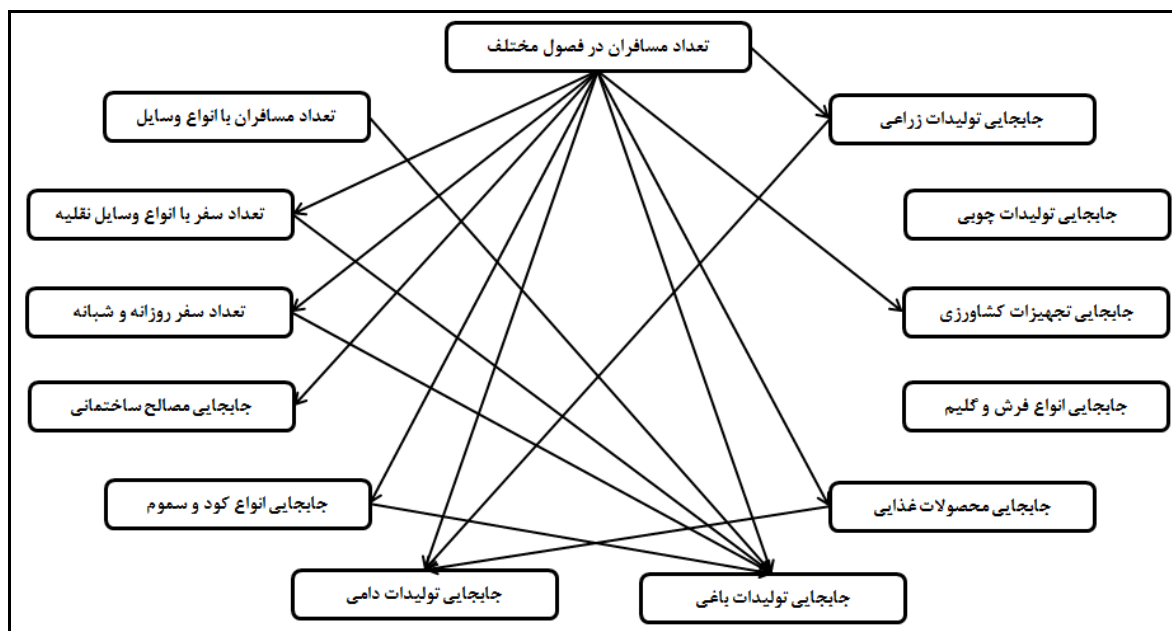 تعداد مسافران در فصول مختلف
جابجایی تولیدات زراعی
تعداد مسافران با انواع وسایل
جابجایی تولیدات چوبی
تعداد سفر با انواع وسایل نقلیه
جابجایی تجهیزات کشاورزی
تعداد سفر روزانه و شبانه
جابجایی انواع فرش و گلیم
جابجایی مصالح ساختمانی
جابجایی محصولات غذایی
جابجایی انواع کود و سموم
جابجایی تولیدات باغی
جابجایی تولیدات دامی